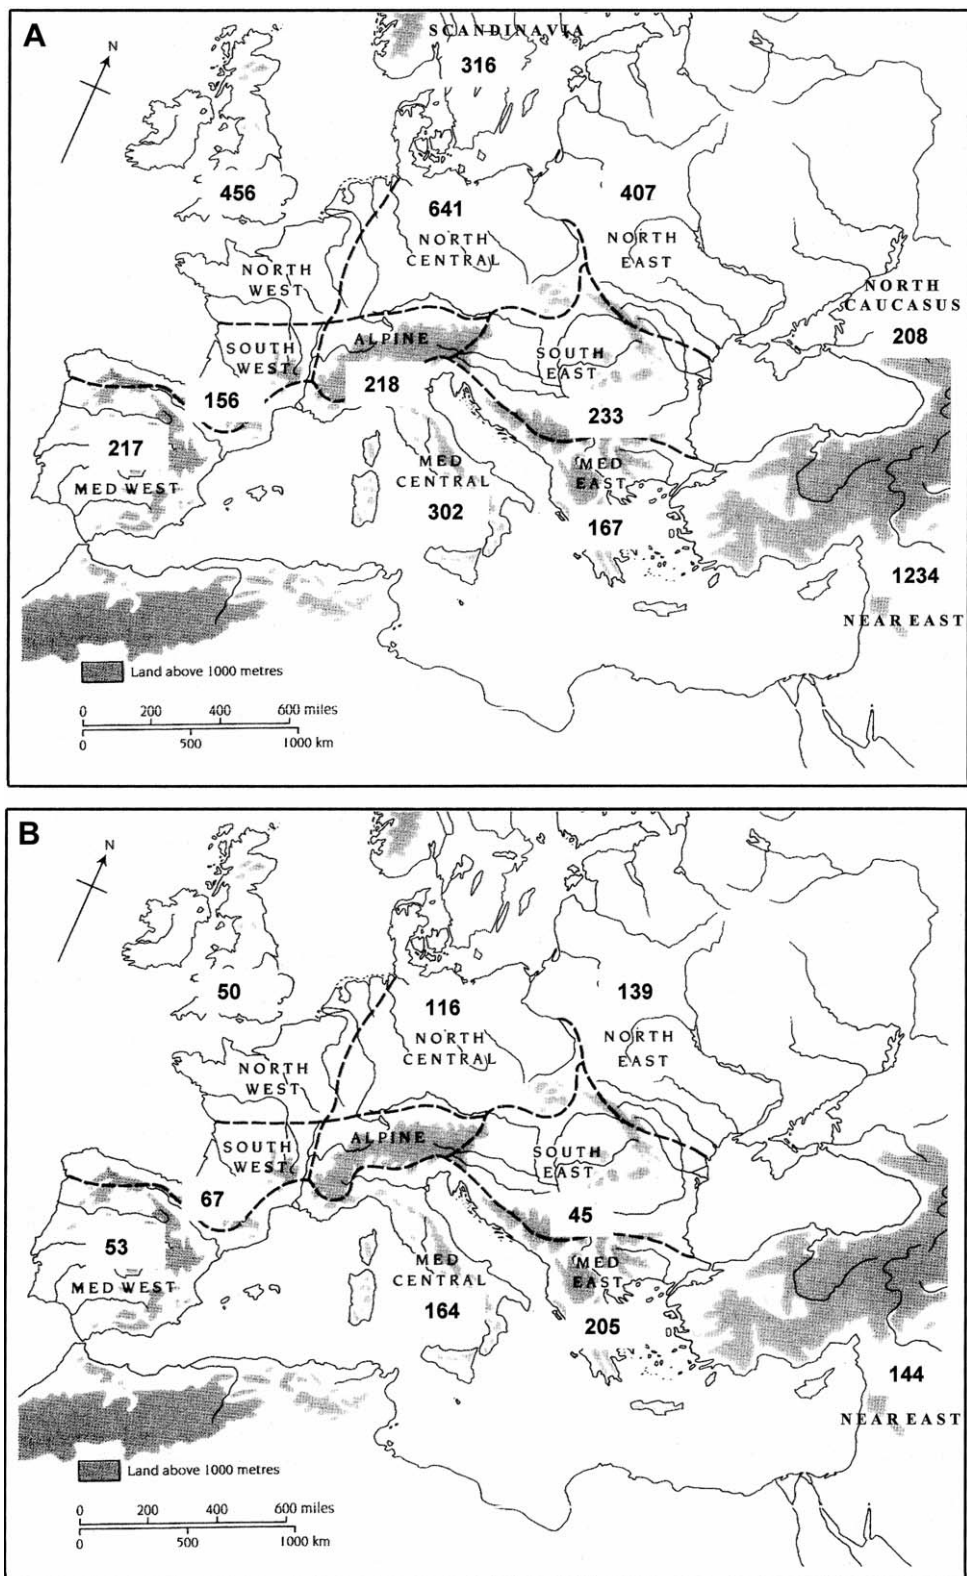 A
N
SCANDINAVIA
316
456
641
407
NORTH
CENTRAL
NORTH
EAST
NORTH
WEST
NORTH
CAUCASUS
208
ALPINE
SOUTH
WEST
SOUTH
EAST
218
156
233
217
MED WEST
MED
CENTRAL
302
MED
EAST
167
1234
NEAR EAST
Land above 1000 metres
0 200 400 600 miles
0 500 1000 km
B
N
50
116
139
NORTH
CENTRAL
NORTH
EAST
NORTH
WEST
ALPINE
SOUTH
WEST
SOUTH
EAST
67
45
53
MED WEST
MED
CENTRAL
164
MED
EAST
205
144
NEAR EAST
Land above 1000 metres
0 200 400 600 miles
0 500 1000 km